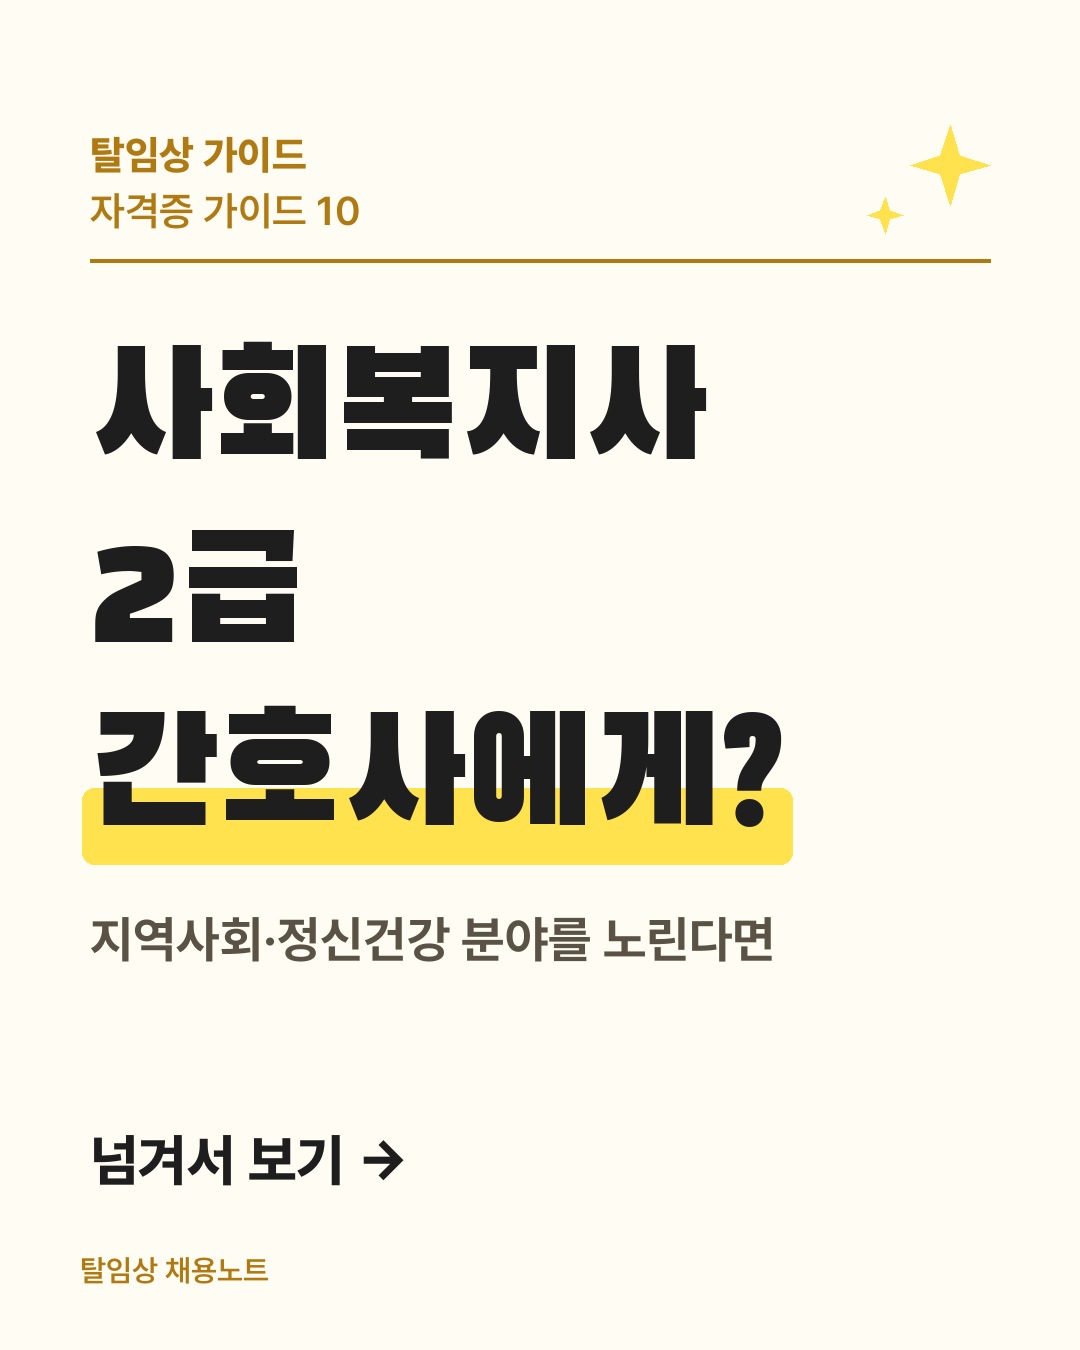 탈임상 가이드
자격증 가이드 10
사회복지사
2급
간호사에게?
지역사회·정신건강 분야를 노린다면
넘겨서 보기 →
탈임상 채용노트